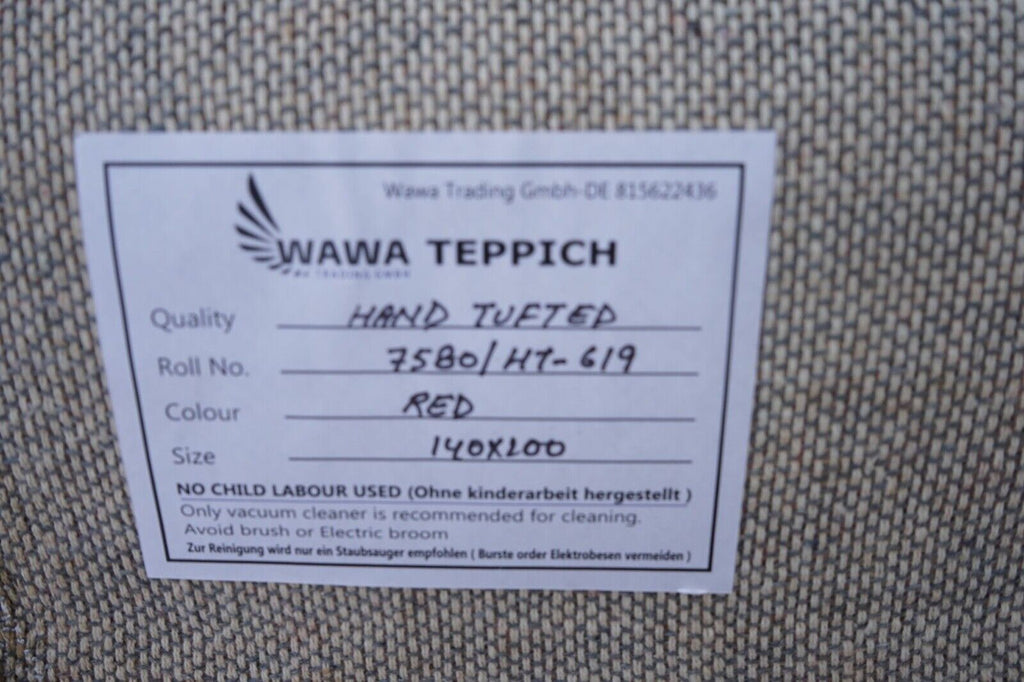 Wawa Trading Gmbh-DE 815622436
WAWA TEPPICH
TRADING GMBH
Quality HAND TUFTED
Roll No. 7580/HT-619
Colour RED
Size 140X200
NO CHILD LABOUR USED (Ohne kinderarbeit hergestellt )
Only vacuum cleaner is recommended for cleaning.
Avoid brush or Electric broom
Zur Reinigung wird nur ein Staubsauger empfohlen ( Burste order Elektrobesen vermeiden )